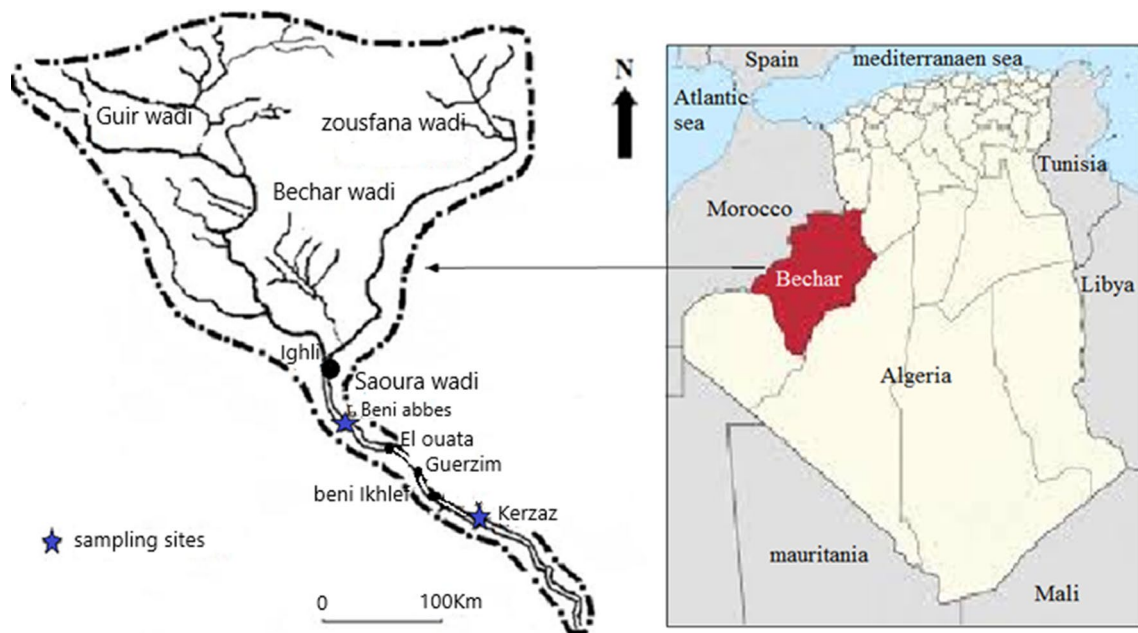 Guir wadi
zousfana wadi
Bechar wadi
Ighli
Saoura wadi
Beni abbes
El ouata
Guerzim
beni Ikhlef
Kerzaz
sampling sites
0
100Km
N
Spain
mediterranaen sea
Atlantic
sea
Tunisia
Morocco
Bechar
Libya
Algeria
mauritania
Mali